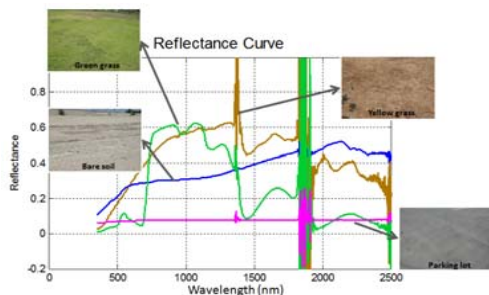 Reflectance Curve
Green grass
Yellow grass
Bare soil
Parking lot
Reflectance
0.8
0.6
0.4
0.2
0
-0.2
0
500
1000
1500
2000
2500
Wavelength (nm)